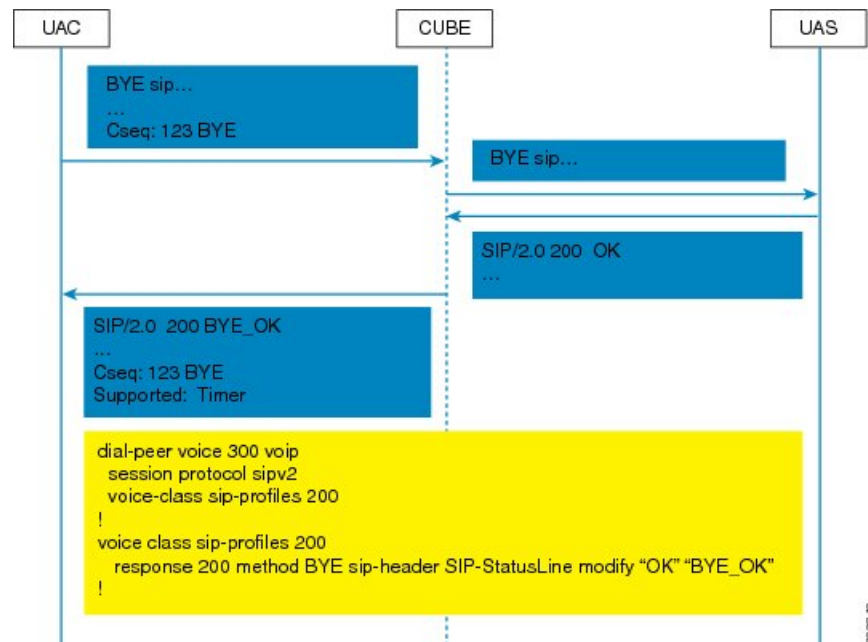 UAC
CUBE
UAS
BYE sip…
…
Cseq: 123 BYE
BYE sip…
SIP/2.0 200 OK
…
SIP/2.0 200 BYE_OK
…
Cseq: 123 BYE
Supported: Timer
dial-peer voice 300 voip
session protocol sipv2
voice-class sip-profiles 200
!
voice class sip-profiles 200
response 200 method BYE sip-header SIP-StatusLine modify “OK” “BYE_OK”
!